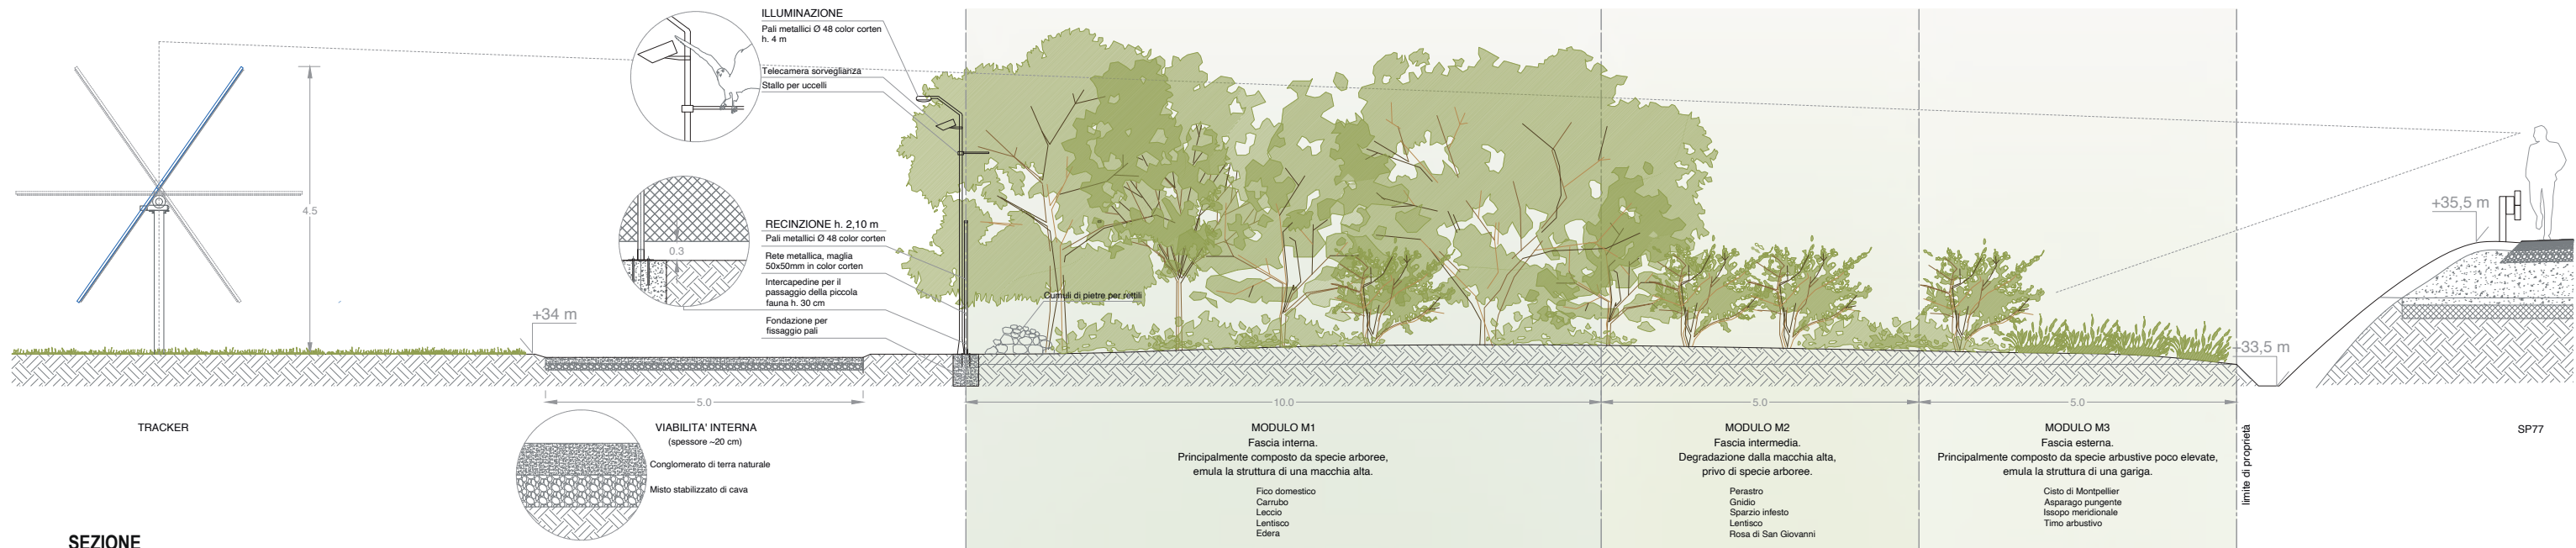 ILLUMINAZIONE
Pali metallici Ø 48 color corten
h. 4 m
Telecamera sorveglianza
Stallo per uccelli
4.5
RECINZIONE h. 2,10 m
Pali metallici Ø 48 color corten
Rete metallica, maglia
50x50mm in color corten
Intercapedine per il
passaggio della piccola
fauna h. 30 cm
Fondazione per
fissaggio pali
0.3
Cumuli di pietre per rettili
+34 m
+35,5 m
+33,5 m
5.0
10.0
5.0
5.0
TRACKER
VIABILITA' INTERNA
(spessore ~20 cm)
Conglomerato di terra naturale
Misto stabilizzato di cava
MODULO M1
Fascia interna.
Principalmente composto da specie arboree,
emula la struttura di una macchia alta.
Fico domestico
Carrubo
Leccio
Lentisco
Edera
MODULO M2
Fascia intermedia.
Degradazione dalla macchia alta,
privo di specie arboree.
Perastro
Gnidio
Sparzio infesto
Lentisco
Rosa di San Giovanni
MODULO M3
Fascia esterna.
Principalmente composto da specie arbustive poco elevate,
emula la struttura di una gariga.
Cisto di Montpellier
Asparago pungente
Issopo meridionale
Timo arbustivo
limite di proprietà
SP77
SEZIONE